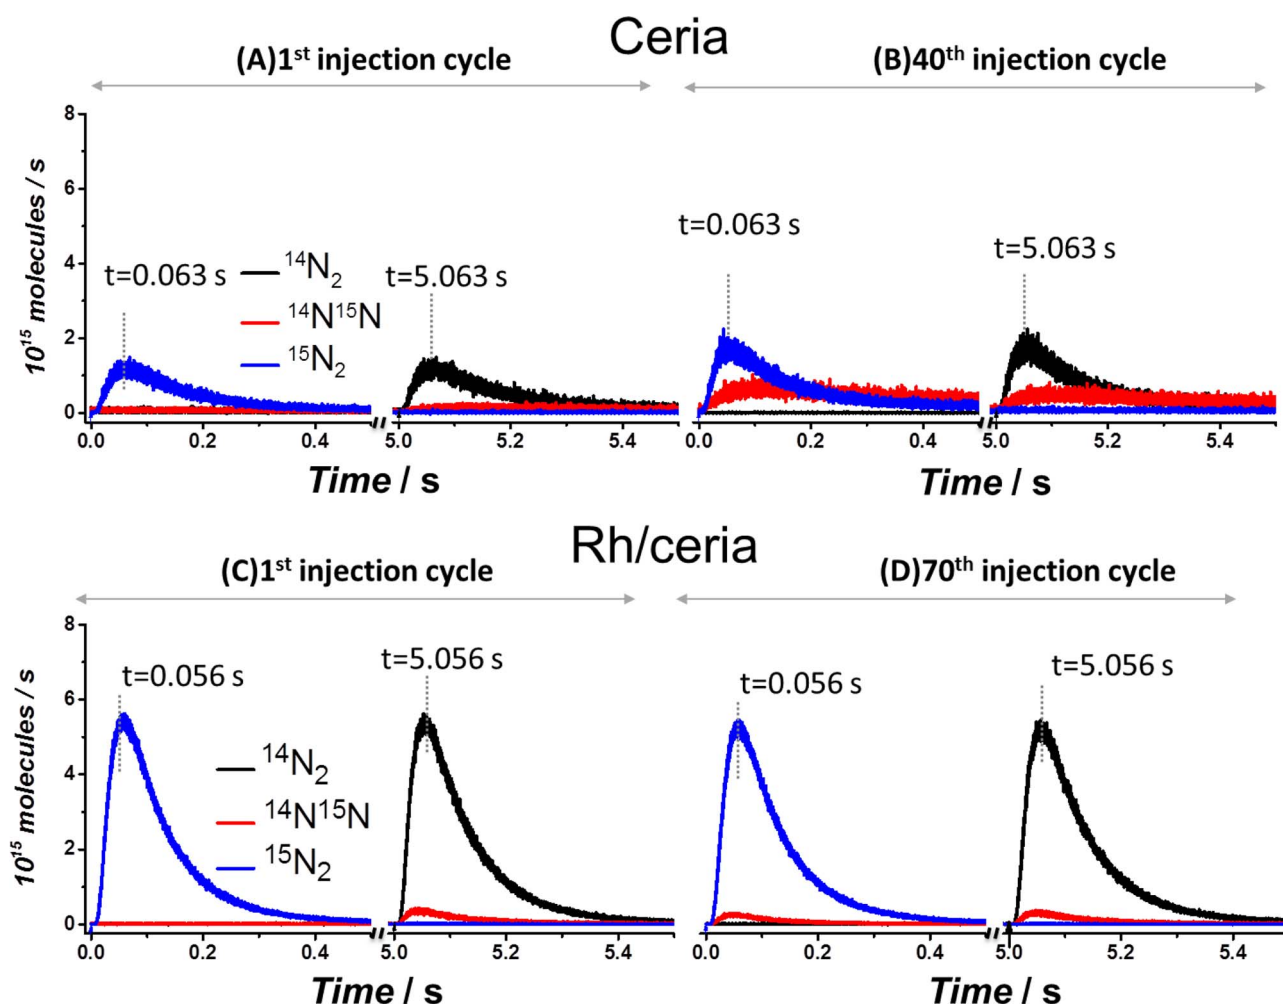 Ceria
(A)1st injection cycle
(B)40th injection cycle
10¹⁵ molecules / s
8
6
4
2
0
t=0.063 s
t=5.063 s
t=0.063 s
t=5.063 s
¹⁴N₂
¹⁴N¹⁵N
¹⁵N₂
0.0 0.2 0.4 5.0 5.2 5.4 0.0 0.2 0.4 5.0 5.2 5.4
Time / s
Time / s
Rh/ceria
(C)1st injection cycle
(D)70th injection cycle
10¹⁵ molecules / s
8
6
4
2
0
t=0.056 s
t=5.056 s
t=0.056 s
t=5.056 s
¹⁴N₂
¹⁴N¹⁵N
¹⁵N₂
0.0 0.2 0.4 5.0 5.2 5.4 0.0 0.2 0.4 5.0 5.2 5.4
Time / s
Time / s